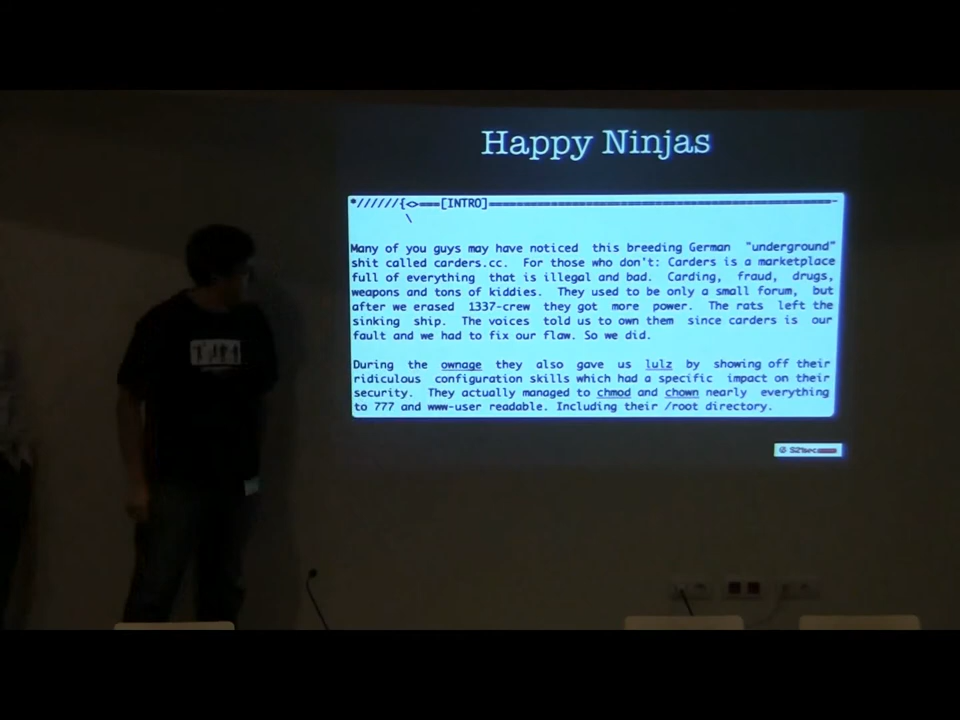 Happy Ninjas
*//////{<>===[INTRO]=====================================================-
\
Many of you guys may have noticed this breeding German "underground"
shit called carders.cc. For those who don't: Carders is a marketplace
full of everything that is illegal and bad. Carding, fraud, drugs,
weapons and tons of kiddies. They used to be only a small forum, but
after we erased 1337-crew they got more power. The rats left the
sinking ship. The voices told us to own them since carders is our
fault and we had to fix our flaw. So we did.
During the ownage they also gave us lulz by showing off their
ridiculous configuration skills which had a specific impact on their
security. They actually managed to chmod and chown nearly everything
to 777 and www-user readable. Including their /root directory.
S21sec